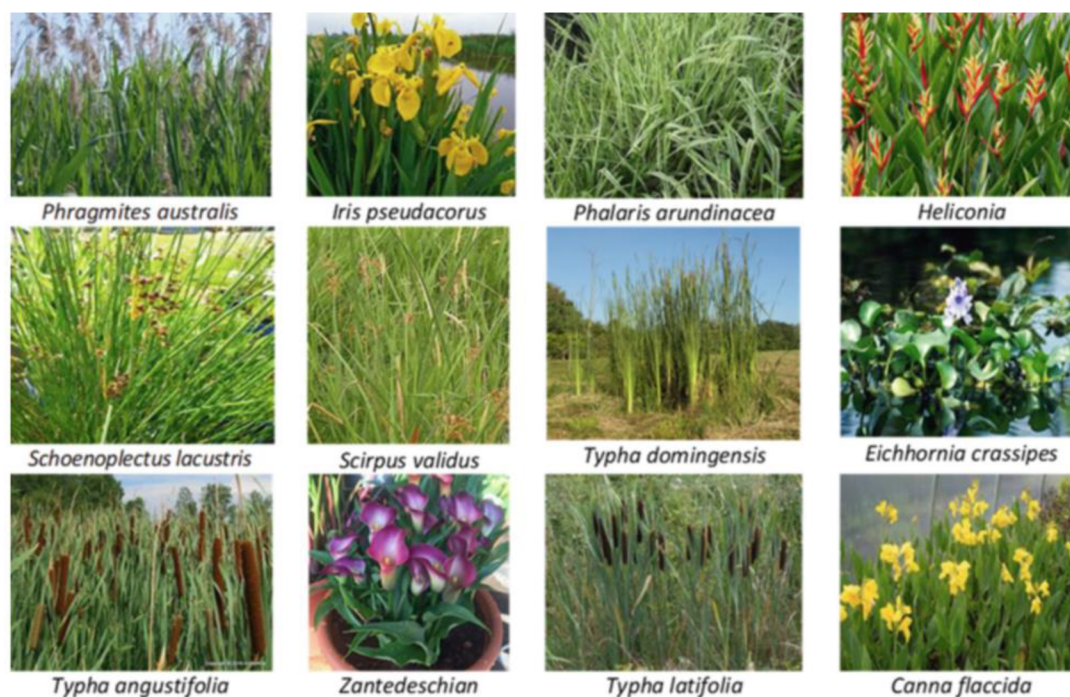 Phragmites australis
Iris pseudacorus
Phalaris arundinacea
Heliconia
Schoenoplectus lacustris
Scirpus validus
Typha domingensis
Eichhornia crassipes
Typha angustifolia
Zantedeschian
Typha latifolia
Canna flaccida